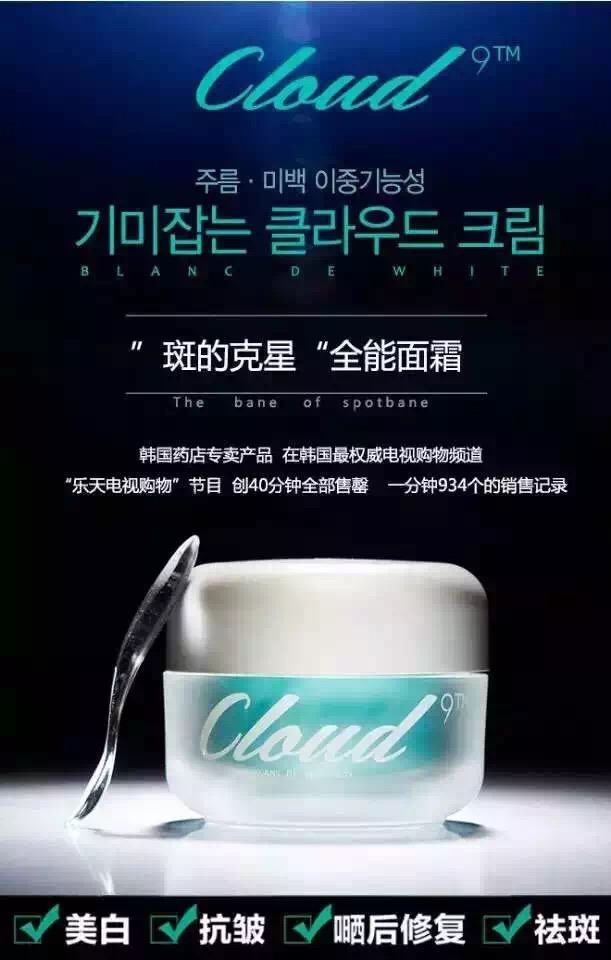 Cloud 9™
주름·미백 이중기능성
기미잡는 클라우드 크림
BLANC DE WHITE
”斑的克星“全能面霜
The bane of spotbane
韩国药店专卖产品 在韩国最权威电视购物频道
“乐天电视购物”节目 创40分钟全部售罄 一分钟934个的销售记录
Cloud 9™
美白 抗皱 嗮后修复 祛斑